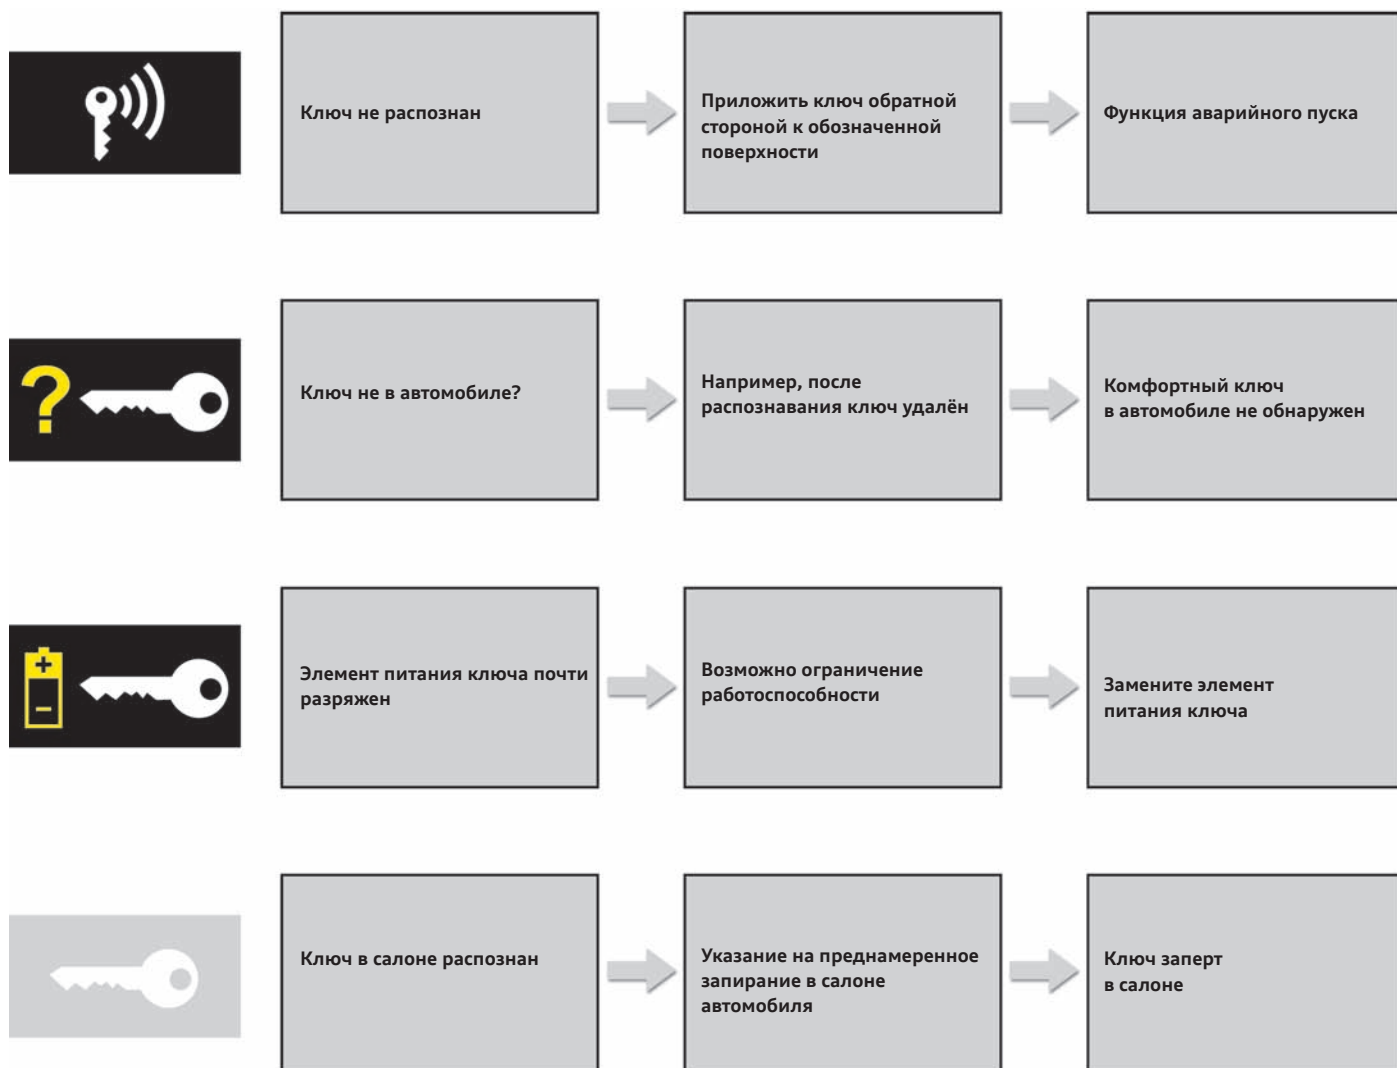 Ключ не распознан
Приложить ключ обратной
стороной к обозначенной
поверхности
Функция аварийного пуска
?
Ключ не в автомобиле?
Например, после
распознавания ключ удалён
Комфортный ключ
в автомобиле не обнаружен
+
-
Элемент питания ключа почти
разряжен
Возможно ограничение
работоспособности
Замените элемент
питания ключа
Ключ в салоне распознан
Указание на преднамеренное
запирание в салоне
автомобиля
Ключ заперт
в салоне